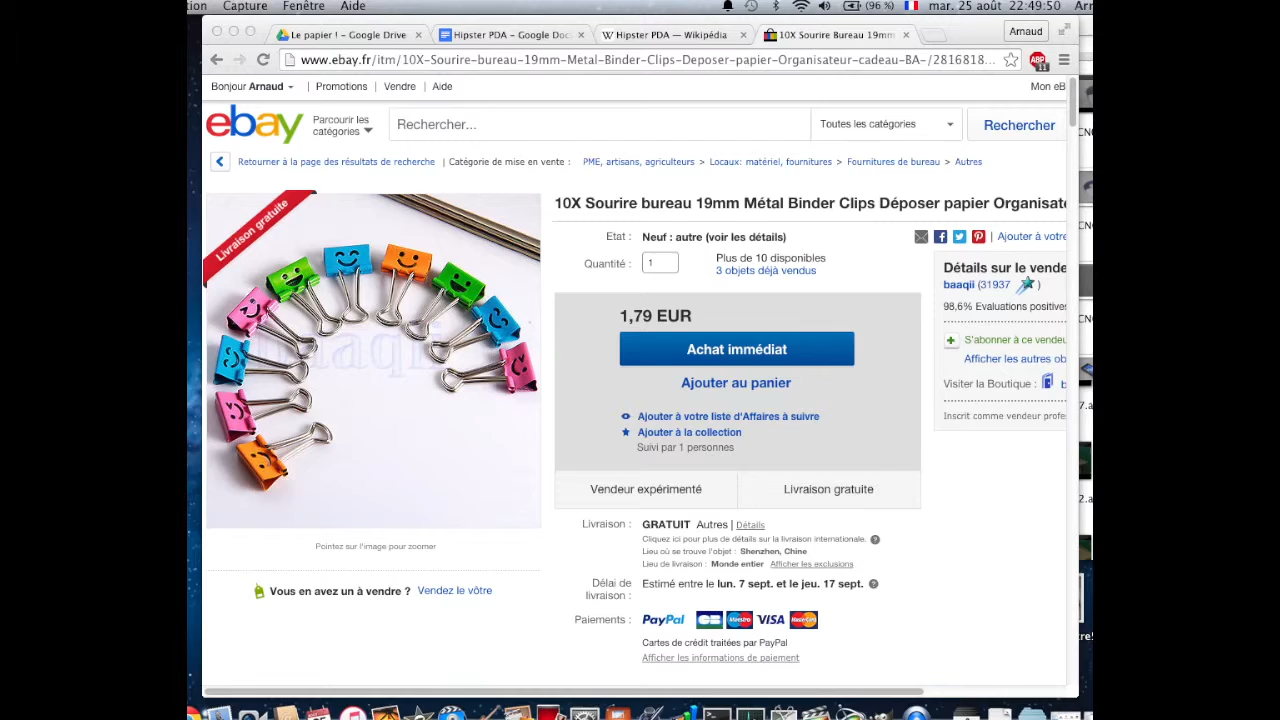 Capture Fenêtre Aide (96 %) mar. 25 août 22:49:50
Le papier ! – Google Drive Hipster PDA – Google Doc Hipster PDA — Wikipédia 10X Sourire Bureau 19mm Arnaud
www.ebay.fr/itm/10X-Sourire-bureau-19mm-Metal-Binder-Clips-Deposer-papier-Organisateur-cadeau-BA-/2816818... ABP 11
Bonjour Arnaud | Promotions | Vendre | Aide Mon eB
ebay Parcourir les catégories Rechercher... Toutes les catégories Rechercher
Retourner à la page des résultats de recherche | Catégorie de mise en vente : PME, artisans, agriculteurs > Locaux: matériel, fournitures > Fournitures de bureau > Autres
Livraison gratuite
10X Sourire bureau 19mm Métal Binder Clips Déposer papier Organisate
Etat : Neuf : autre (voir les détails)
| Ajouter à votre
Quantité : 1 Plus de 10 disponibles
3 objets déjà vendus
Détails sur le vende
baaqii (31937 )
98,6% Evaluations positives
S'abonner à ce vendeu
Afficher les autres ob
Visiter la Boutique : b
Inscrit comme vendeur profe
1,79 EUR
Achat immédiat
Ajouter au panier
Ajouter à votre liste d'Affaires à suivre
Ajouter à la collection
Suivi par 1 personnes
Vendeur expérimenté Livraison gratuite
Livraison : GRATUIT Autres | Détails
Cliquez ici pour plus de détails sur la livraison internationale. ?
Lieu où se trouve l'objet : Shenzhen, Chine
Lieu de livraison : Monde entier Afficher les exclusions
Délai de livraison : Estimé entre le lun. 7 sept. et le jeu. 17 sept. ?
Paiements : PayPal CB Maestro VISA MasterCard
Cartes de crédit traitées par PayPal
Afficher les informations de paiement
Pointez sur l'image pour zoomer
Vous en avez un à vendre ? Vendez le vôtre